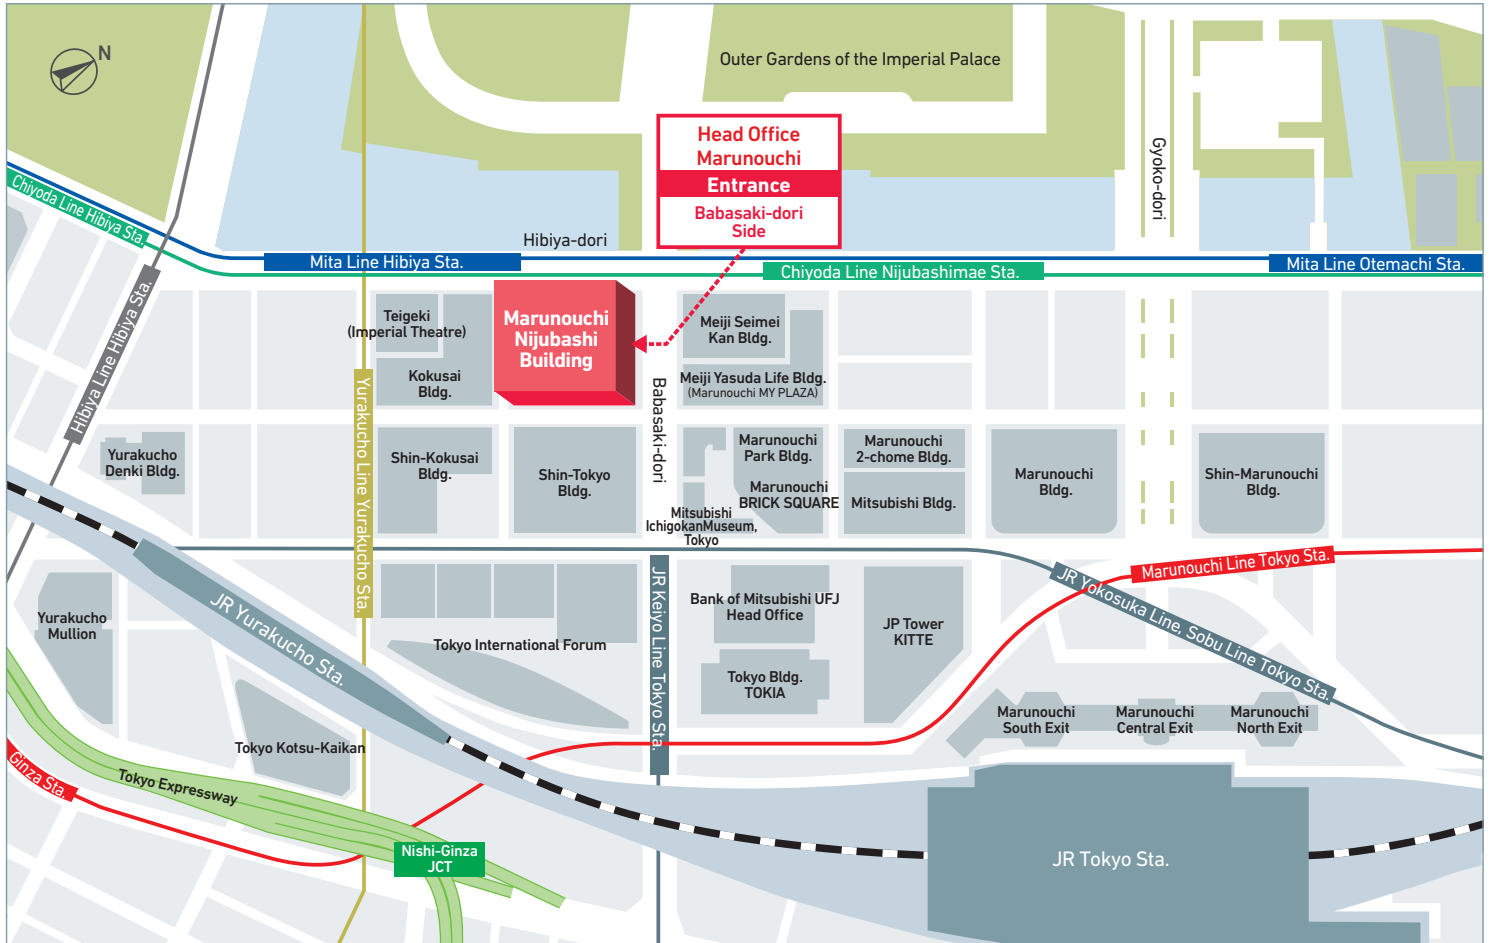 N
Outer Gardens of the Imperial Palace
Head Office
Marunouchi
Entrance
Babasaki-dori
Side
Gyoko-dori
Chiyoda Line Hibiya Sta.
Hibiya-dori
Mita Line Hibiya Sta.
Chiyoda Line Nijubashimae Sta.
Mita Line Otemachi Sta.
Hibiya Line Hibiya Sta.
Teigeki
(Imperial Theatre)
Marunouchi
Nijubashi
Building
Meiji Seimei
Kan Bldg.
Kokusai
Bldg.
Meiji Yasuda Life Bldg.
(Marunouchi MY PLAZA)
Babasaki-dori
Yurakucho Line Yurakucho Sta.
Yurakucho
Denki Bldg.
Shin-Kokusai
Bldg.
Shin-Tokyo
Bldg.
Marunouchi
Park Bldg.
Marunouchi
BRICK SQUARE
Marunouchi
2-chome Bldg.
Mitsubishi Bldg.
Marunouchi
Bldg.
Shin-Marunouchi
Bldg.
Mitsubishi
IchigokanMuseum,
Tokyo
Marunouchi Line Tokyo Sta.
JR Yokosuka Line, Sobu Line Tokyo Sta.
JR Keiyo Line Tokyo Sta.
Yurakucho
Mullion
JR Yurakucho Sta.
Tokyo International Forum
Bank of Mitsubishi UFJ
Head Office
JP Tower
KITTE
Tokyo Bldg.
TOKIA
Marunouchi
South Exit
Marunouchi
Central Exit
Marunouchi
North Exit
Tokyo Kotsu-Kaikan
Ginza Sta.
Tokyo Expressway
Nishi-Ginza
JCT
JR Tokyo Sta.